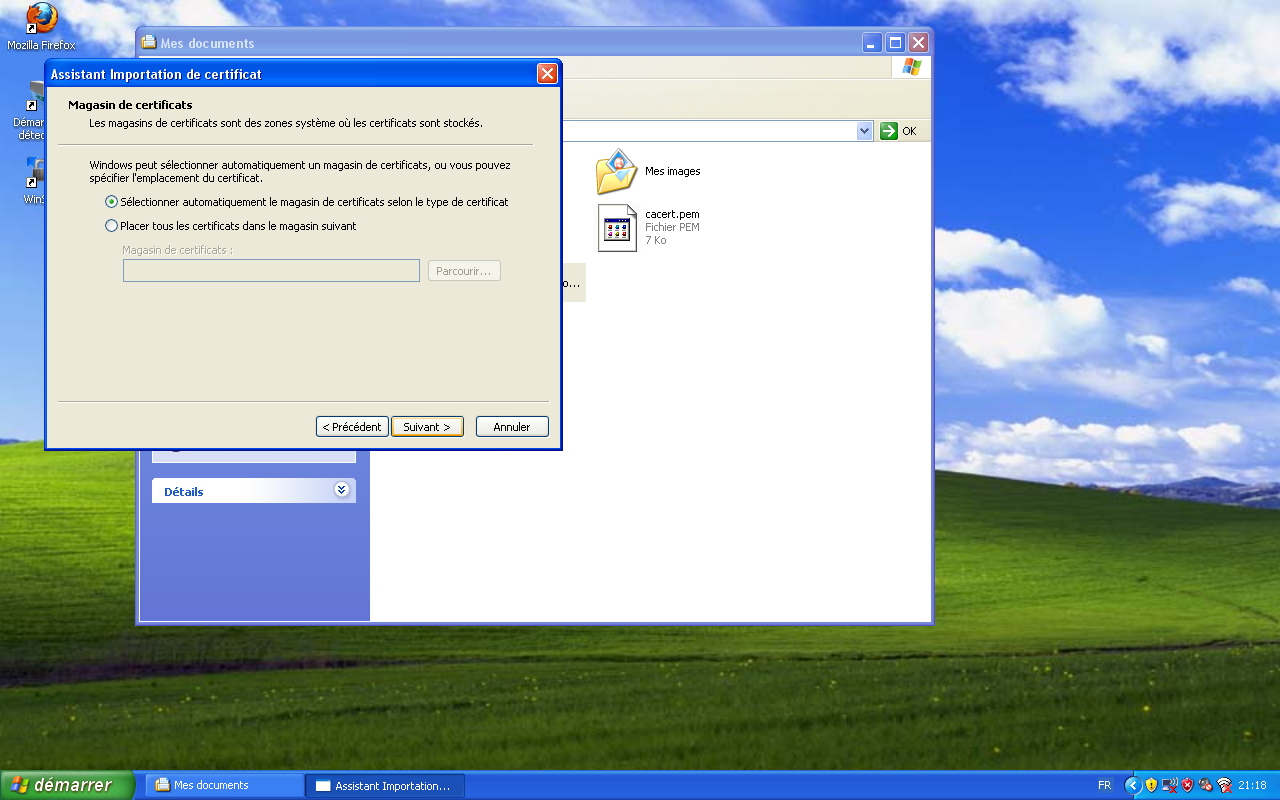 Mozilla Firefox
Mes documents
Assistant Importation de certificat
Magasin de certificats
Les magasins de certificats sont des zones système où les certificats sont stockés.
Windows peut sélectionner automatiquement un magasin de certificats, ou vous pouvez
spécifier l'emplacement du certificat.
Sélectionner automatiquement le magasin de certificats selon le type de certificat
Placer tous les certificats dans le magasin suivant
Magasin de certificats :
Parcourir...
< Précédent
Suivant >
Annuler
OK
Mes images
cacert.pem
Fichier PEM
7 Ko
Détails
démarrer
Mes documents
Assistant Importation...
FR
21:18